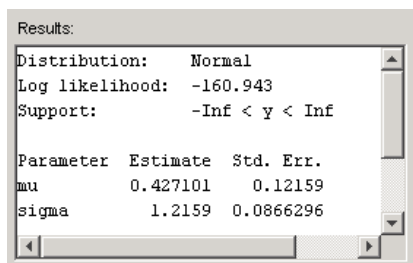 Results:
Distribution:    Normal
Log likelihood:  -160.943
Support:         -Inf < y < Inf
Parameter  Estimate  Std. Err.
mu         0.427101    0.12159
sigma        1.2159  0.0866296